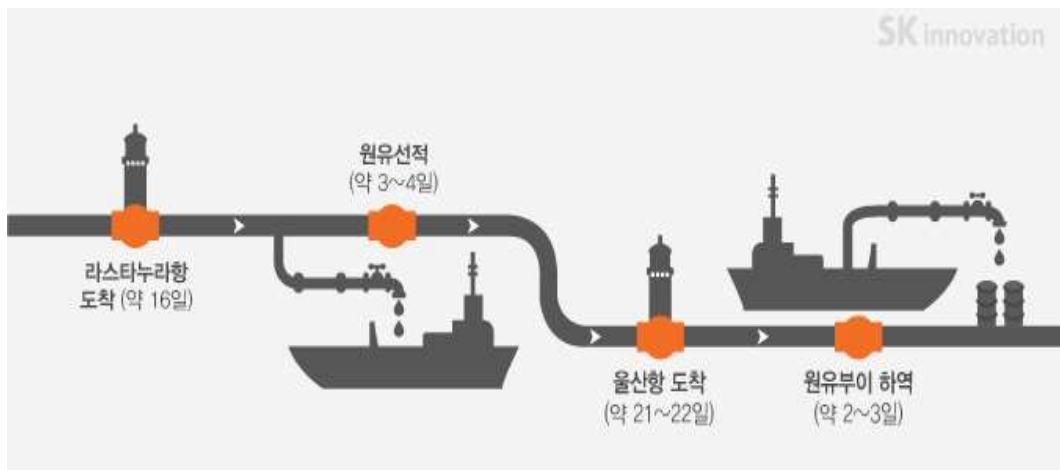 SK innovation
원유선적
(약 3~4일)
라스타누라항
도착 (약 16일)
울산항 도착
(약 21~22일)
원유부이 하역
(약 2~3일)